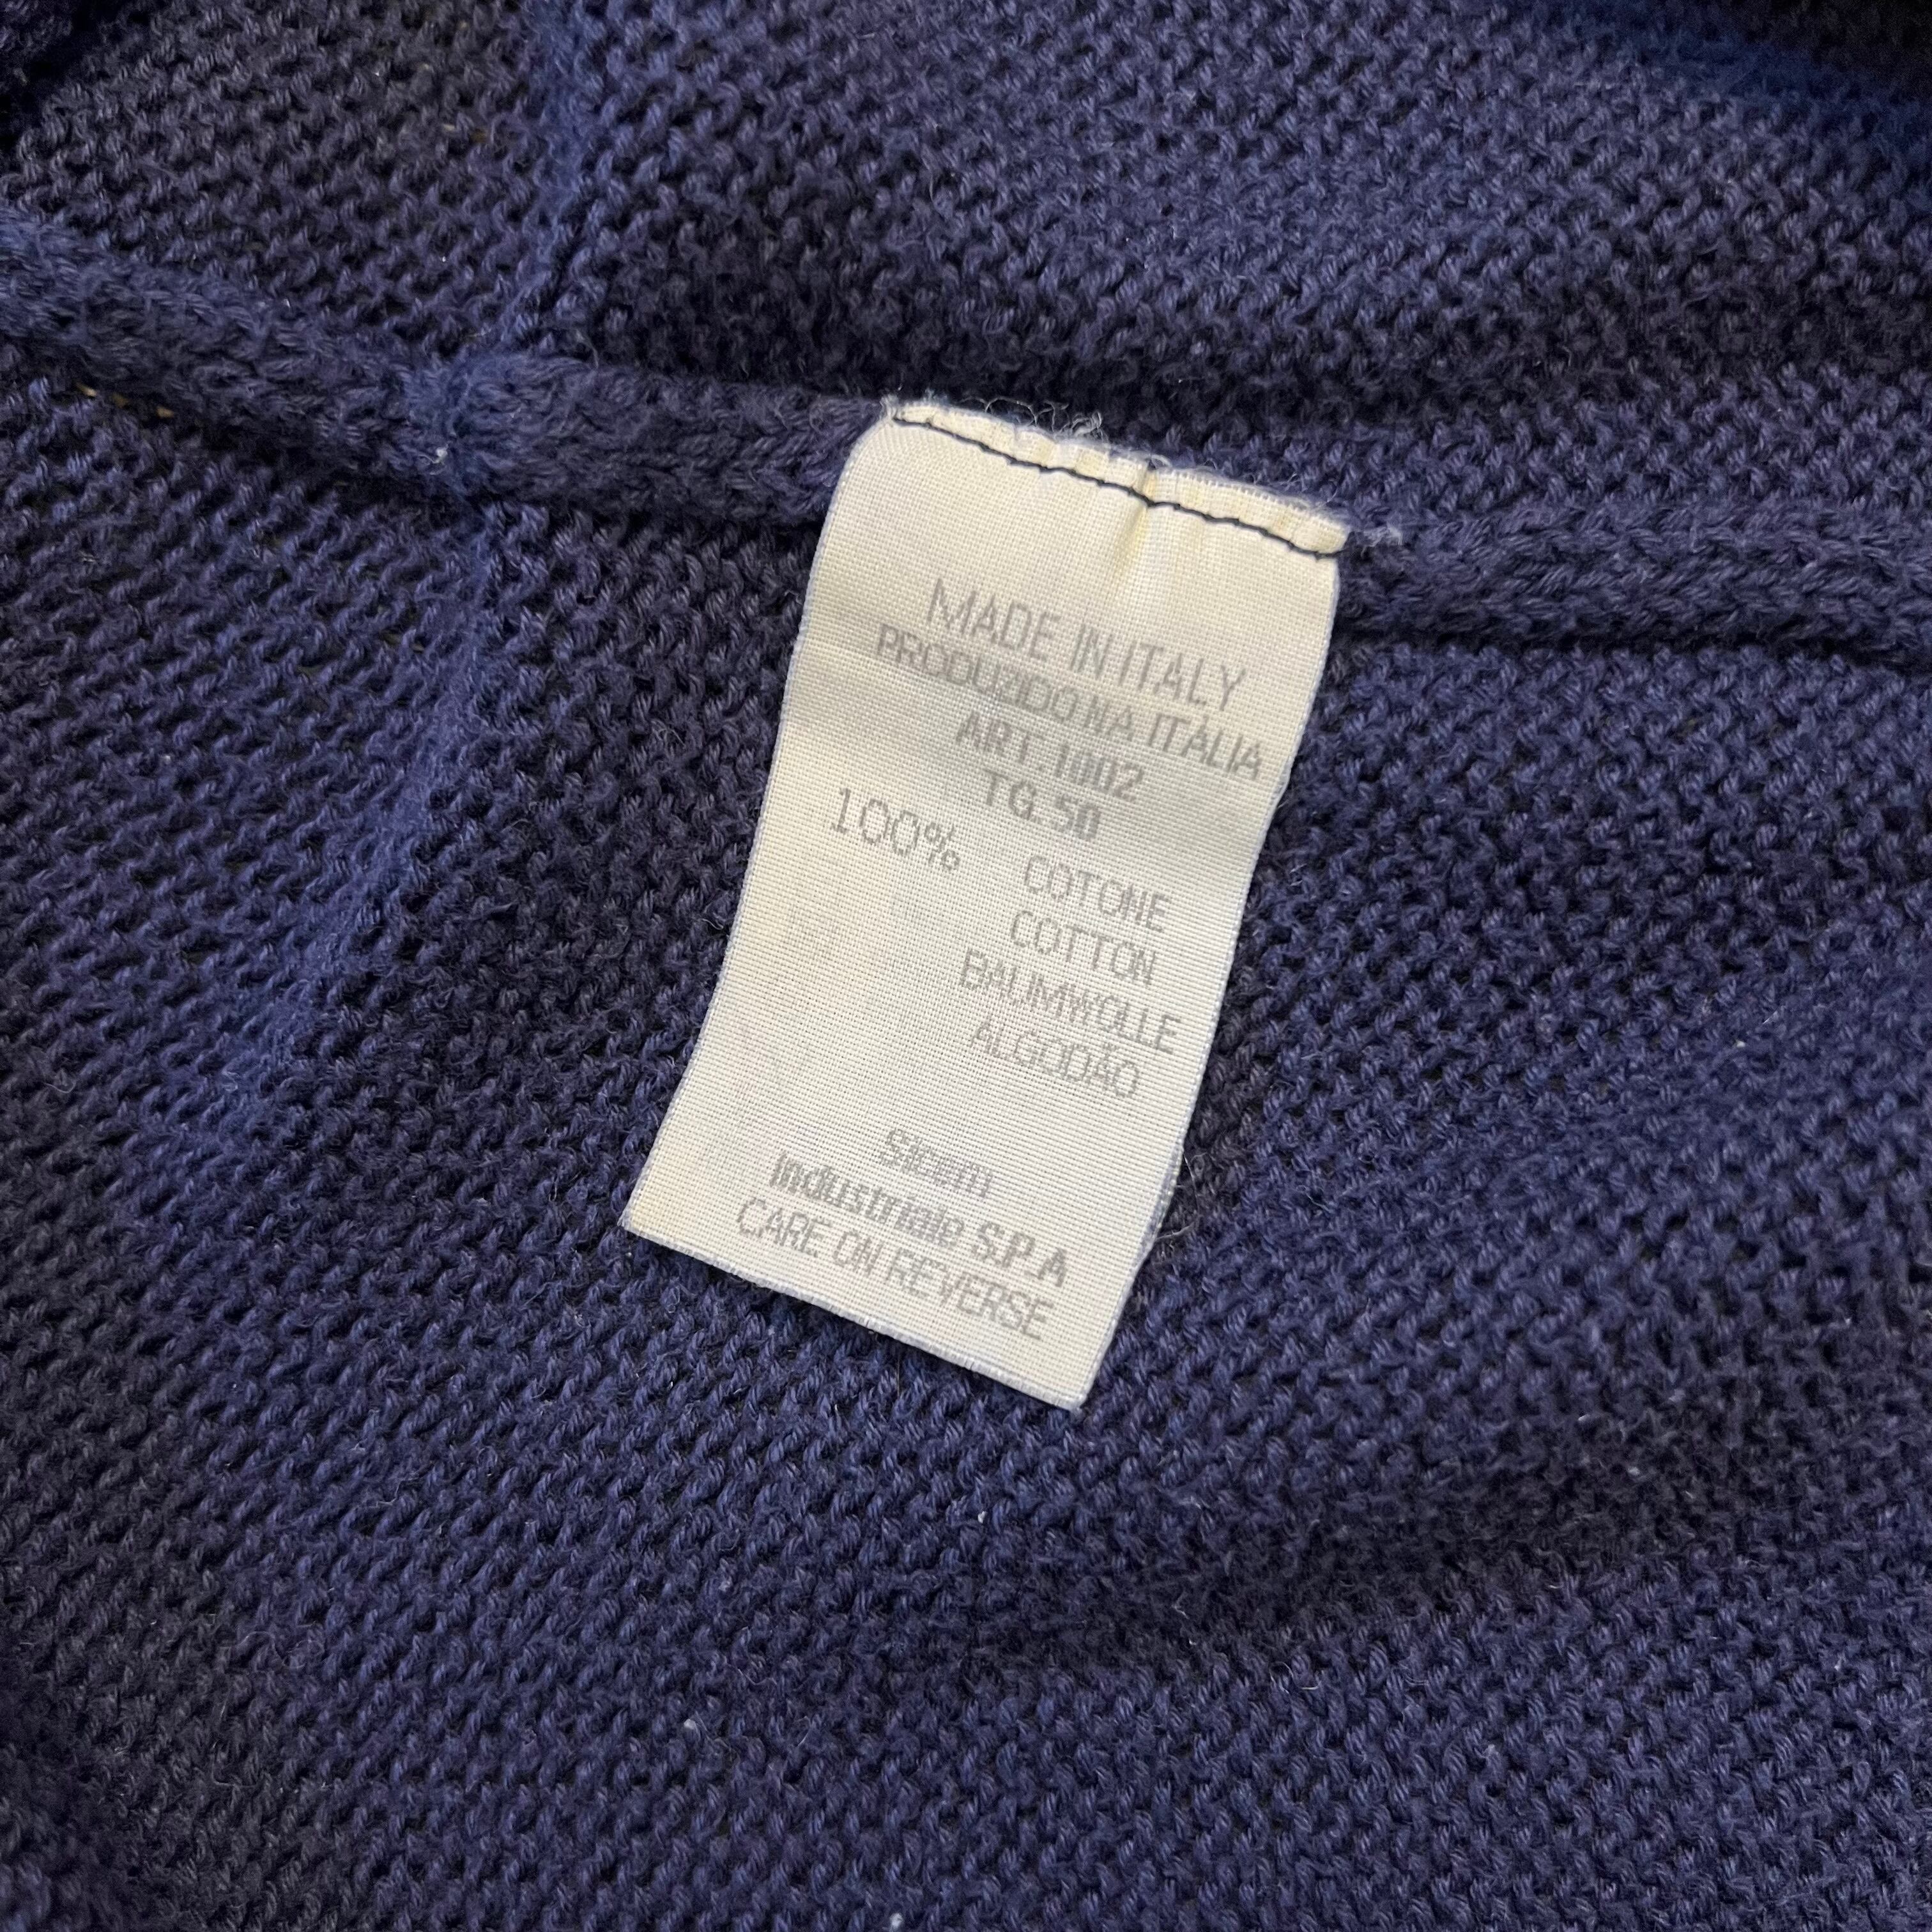 MADE IN ITALY
PRODUZIDO NA ITÀLIA
ART.1002
TG.50
100% COTONE
COTTON
BAUMWOLLE
ALGODÃO
Sicem
Industriale S.P.A
CARE ON REVERSE